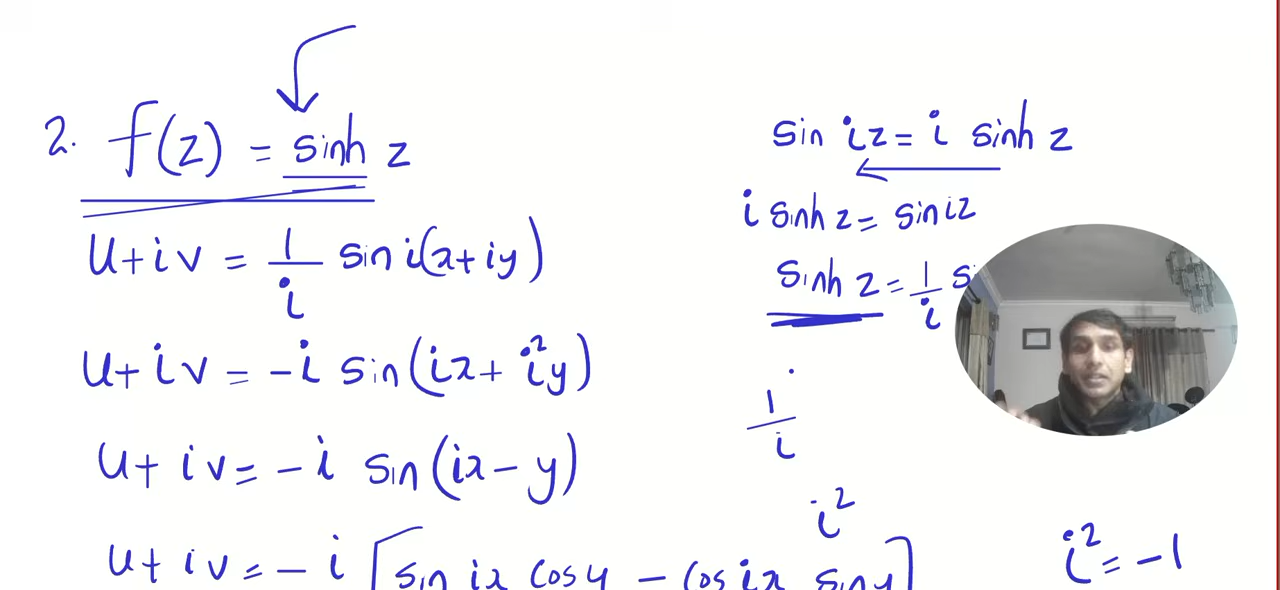 2. f(z) = sinh z
u+iv = 1/i sin i(x+iy)
u+iv = -i sin(ix+i²y)
u+iv = -i sin(ix-y)
u+iv = -i [sin ix cos y - cos ix sin y]
sin iz = i sinh z
i sinh z = sin iz
sinh z = 1/i s
1/i
i²
i² = -1